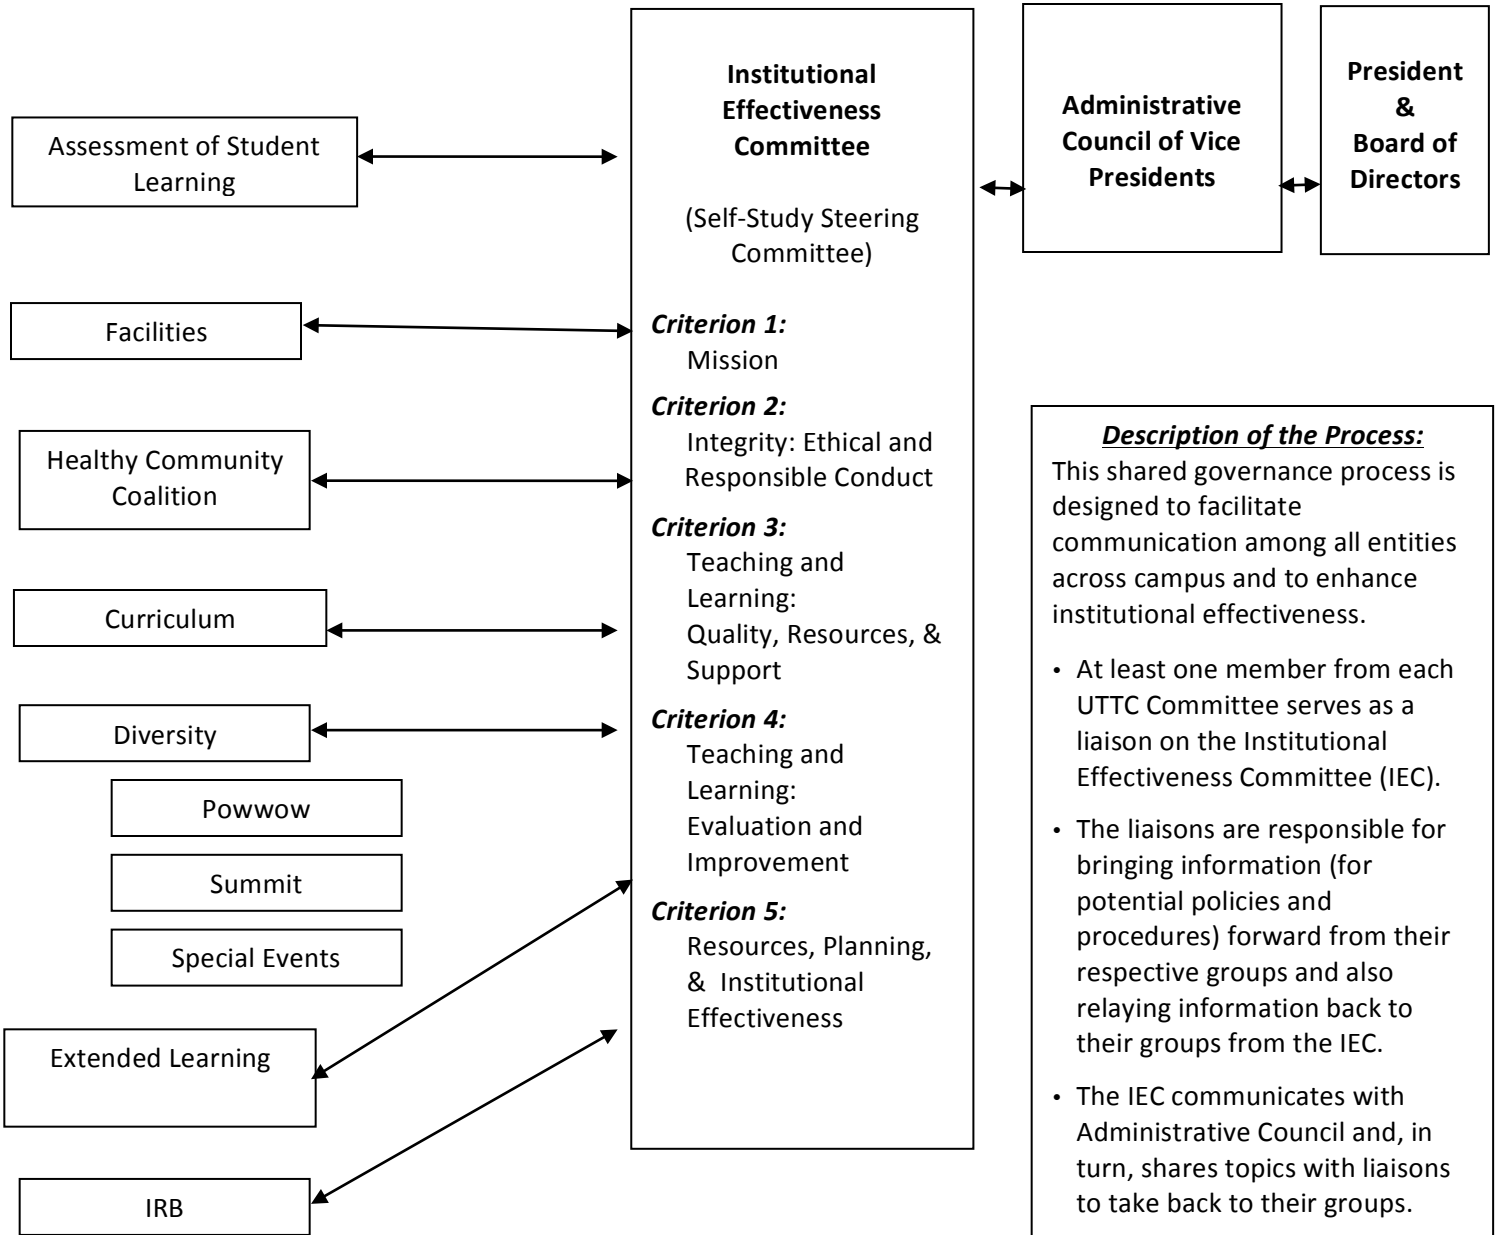 Assessment of Student
Learning
Facilities
Healthy Community
Coalition
Curriculum
Diversity
Powwow
Summit
Special Events
Extended Learning
IRB
Institutional
Effectiveness
Committee
(Self-Study Steering
Committee)
Criterion 1:
Mission
Criterion 2:
Integrity: Ethical and
Responsible Conduct
Criterion 3:
Teaching and
Learning:
Quality, Resources, &
Support
Criterion 4:
Teaching and
Learning:
Evaluation and
Improvement
Criterion 5:
Resources, Planning,
& Institutional
Effectiveness
Administrative
Council of Vice
Presidents
President
&
Board of
Directors
Description of the Process:
This shared governance process is
designed to facilitate
communication among all entities
across campus and to enhance
institutional effectiveness.
• At least one member from each
UTTC Committee serves as a
liaison on the Institutional
Effectiveness Committee (IEC).
• The liaisons are responsible for
bringing information (for
potential policies and
procedures) forward from their
respective groups and also
relaying information back to
their groups from the IEC.
• The IEC communicates with
Administrative Council and, in
turn, shares topics with liaisons
to take back to their groups.